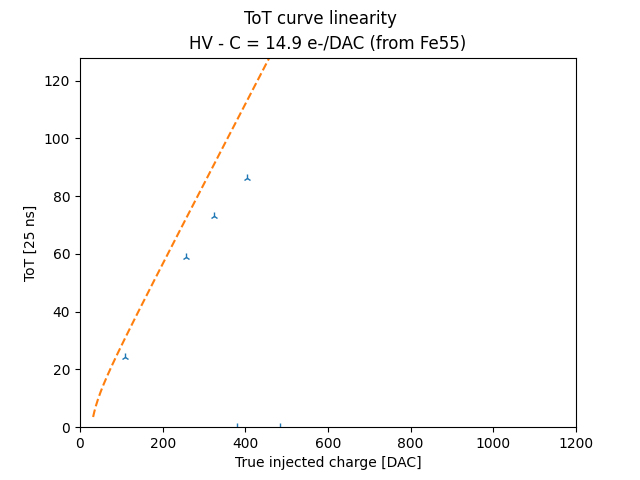 ToT curve linearity
HV - C = 14.9 e-/DAC (from Fe55)
120
100
80
60
40
20
0
ToT [25 ns]
0 200 400 600 800 1000 1200
True injected charge [DAC]